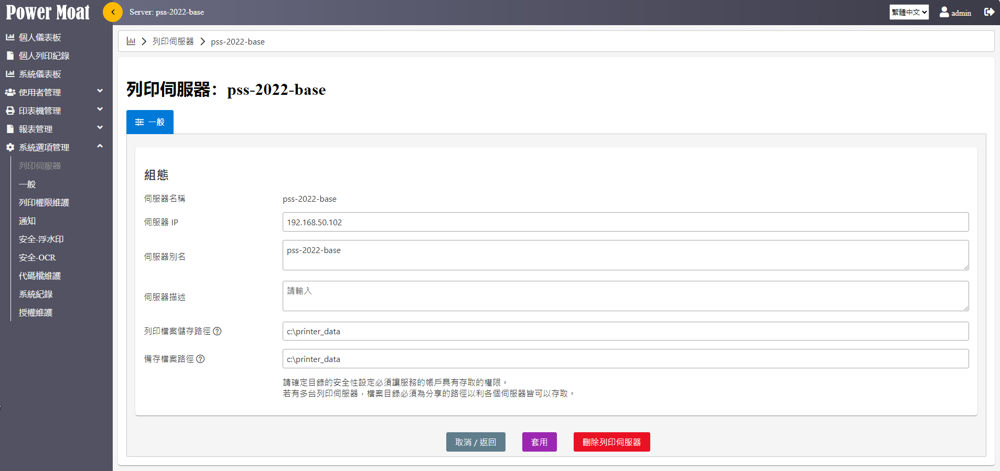 Power Moat
Server: pss-2022-base
繁體中文
admin
個人儀表板
個人列印紀錄
系統儀表板
使用者管理
印表機管理
報表管理
系統選項管理
列印伺服器
一般
列印權限維護
通知
安全-浮水印
安全-OCR
代碼檔維護
系統紀錄
授權維護
列印伺服器 pss-2022-base
列印伺服器：pss-2022-base
一般
組態
伺服器名稱 pss-2022-base
伺服器 IP 192.168.50.102
伺服器別名 pss-2022-base
伺服器描述 請輸入
列印檔案儲存路徑 c:\printer_data
備存檔案路徑 c:\printer_data
請確定目錄的安全性設定必須讓服務的帳戶具有存取的權限。
若有多台列印伺服器，檔案目錄必須為分享的路徑以利各個伺服器皆可以存取。
取消 / 返回 套用 刪除列印伺服器